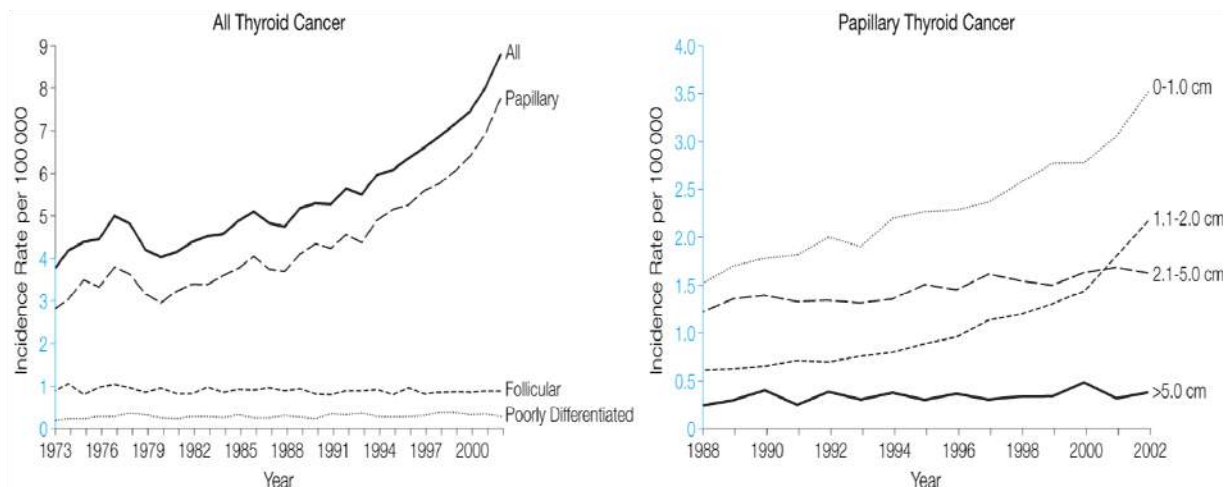 All Thyroid Cancer
Incidence Rate per 100 000
9
8
7
6
5
4
3
2
1
0
All
Papillary
Follicular
Poorly Differentiated
1973 1976 1979 1982 1985 1988 1991 1994 1997 2000
Year
Papillary Thyroid Cancer
Incidence Rate per 100 000
4.0
3.5
3.0
2.5
2.0
1.5
1.0
0.5
0
0-1.0 cm
1.1-2.0 cm
2.1-5.0 cm
>5.0 cm
1988 1990 1992 1994 1996 1998 2000 2002
Year